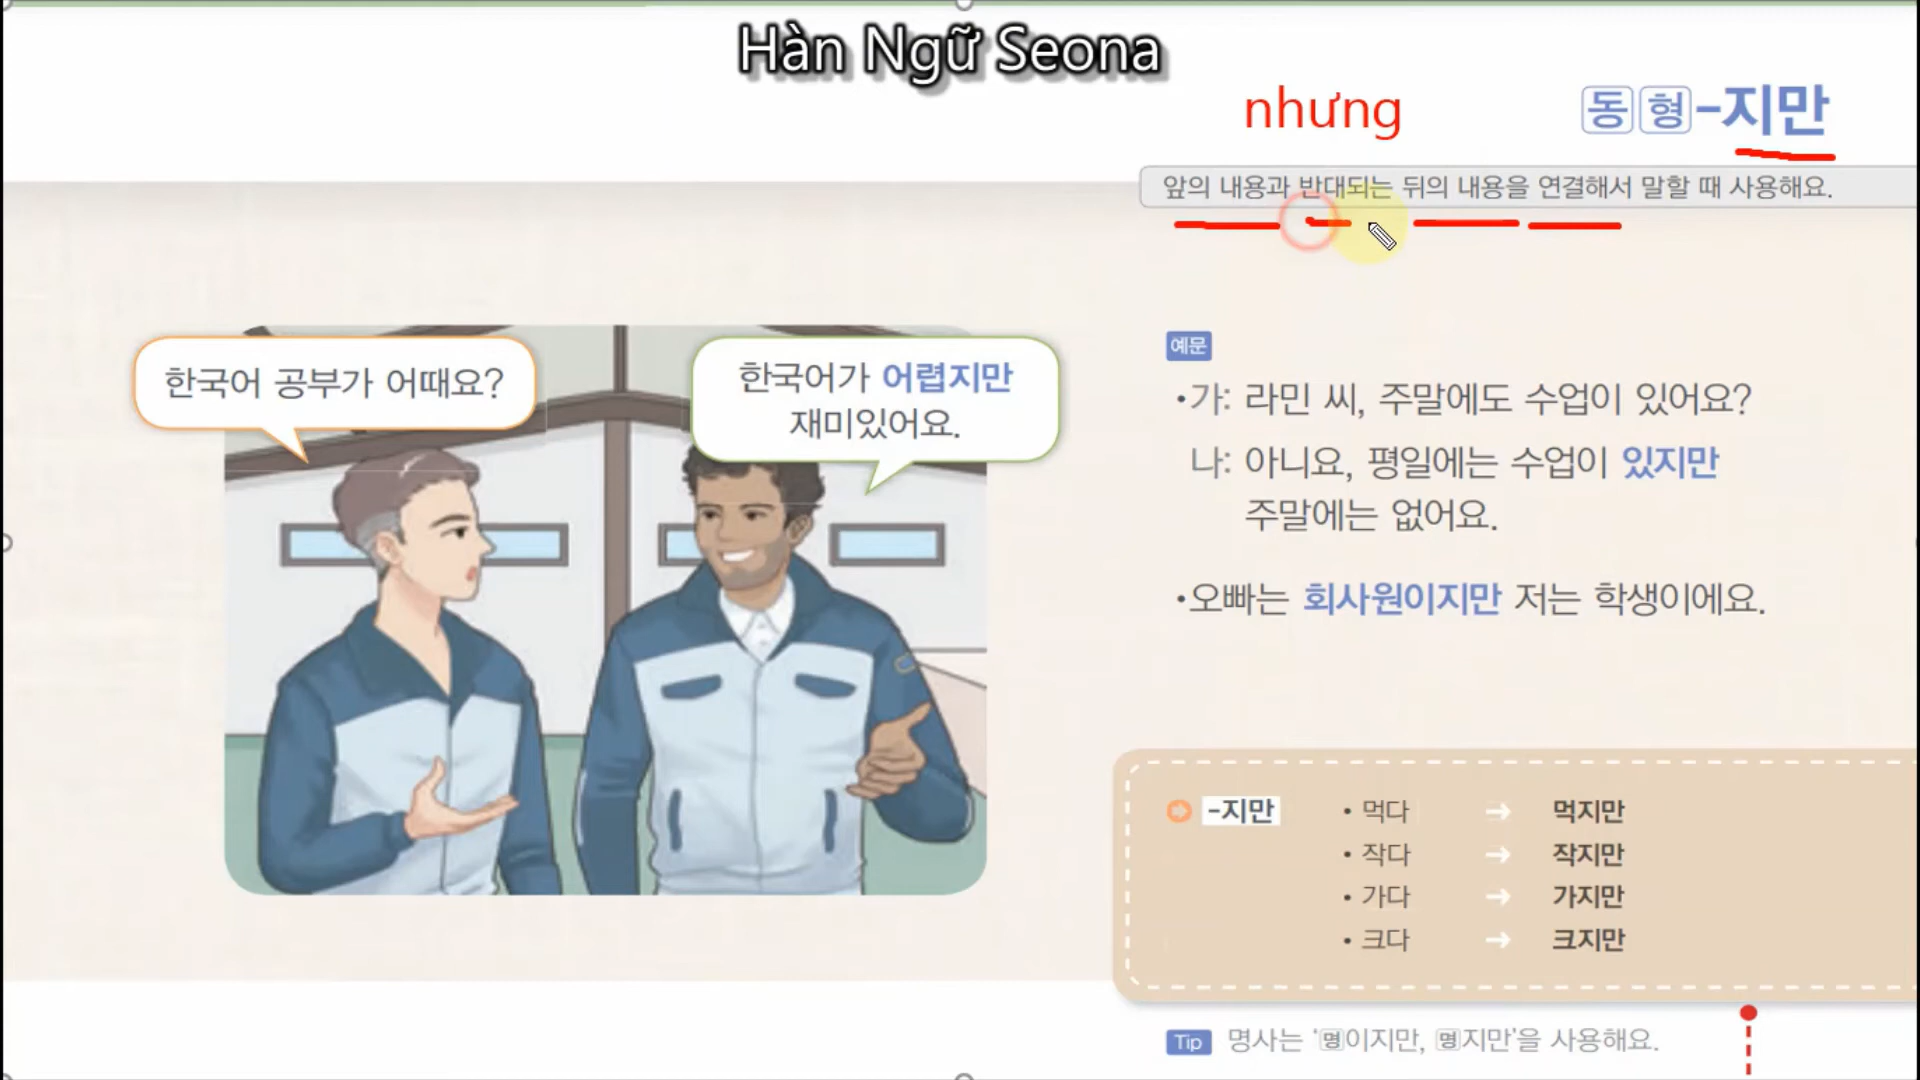 Hàn Ngữ Seona
nhưng
동 형 -지만
앞의 내용과 반대되는 뒤의 내용을 연결해서 말할 때 사용해요.
한국어 공부가 어때요?
한국어가 어렵지만
재미있어요.
예문
•가: 라민 씨, 주말에도 수업이 있어요?
나: 아니요, 평일에는 수업이 있지만
주말에는 없어요.
•오빠는 회사원이지만 저는 학생이에요.
-지만 • 먹다 → 먹지만
• 작다 → 작지만
• 가다 → 가지만
• 크다 → 크지만
Tip 명사는 '명이지만, 명지만'을 사용해요.